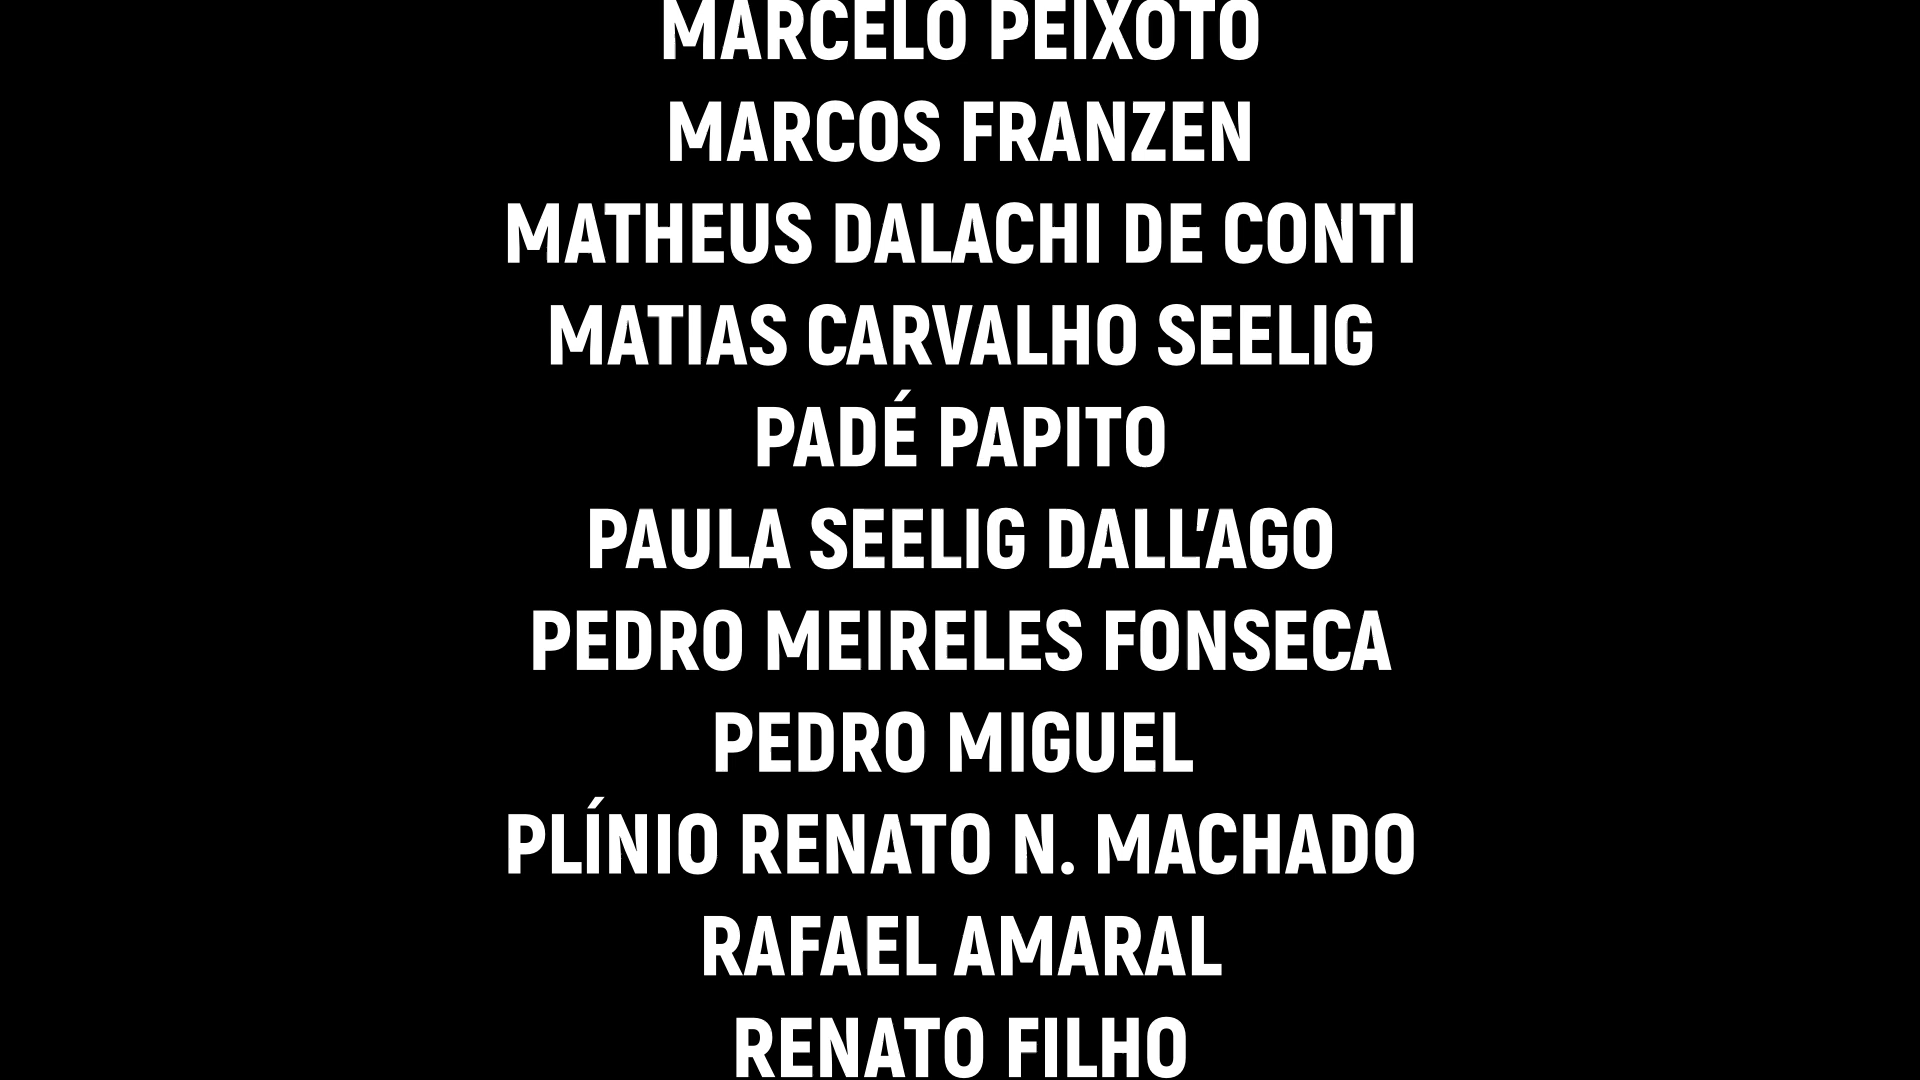 MARCELO PEIXOTO
MARCOS FRANZEN
MATHEUS DALACHI DE CONTI
MATIAS CARVALHO SEELIG
PADÉ PAPITO
PAULA SEELIG DALL’AGO
PEDRO MEIRELES FONSECA
PEDRO MIGUEL
PLÍNIO RENATO N. MACHADO
RAFAEL AMARAL
RENATO FILHO